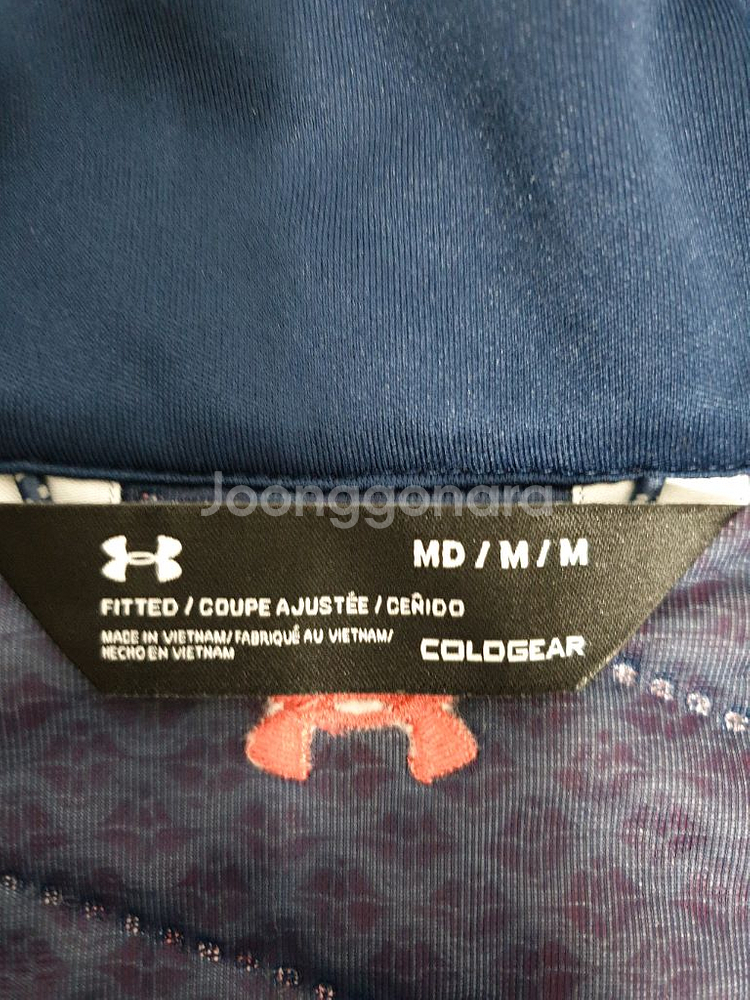 Joonggonara
MD / M / M
FITTED / COUPE AJUSTÉE / CEÑIDO
MADE IN VIETNAM/ FABRIQUÉ AU VIETNAM/
HECHO EN VIETNAM
COLDGEAR